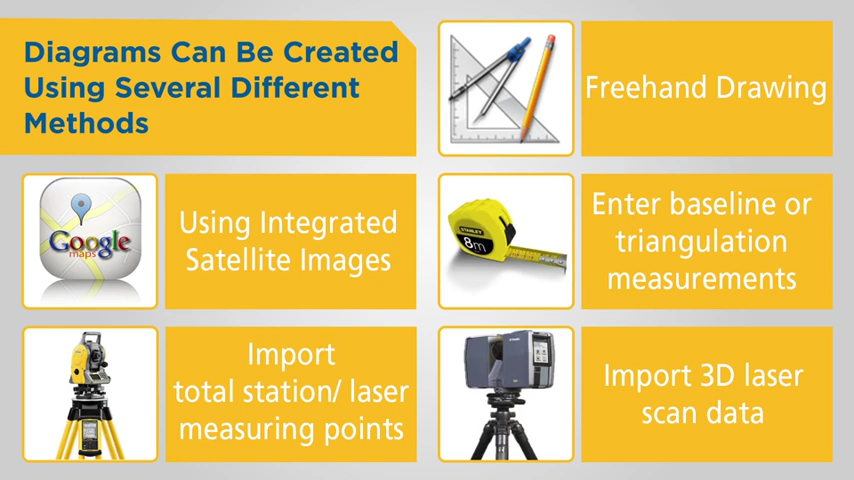 Diagrams Can Be Created
Using Several Different
Methods
Freehand Drawing
Google
maps
Using Integrated
Satellite Images
STANLEY
8m
Enter baseline or
triangulation
measurements
Import
total station/ laser
measuring points
Import 3D laser
scan data